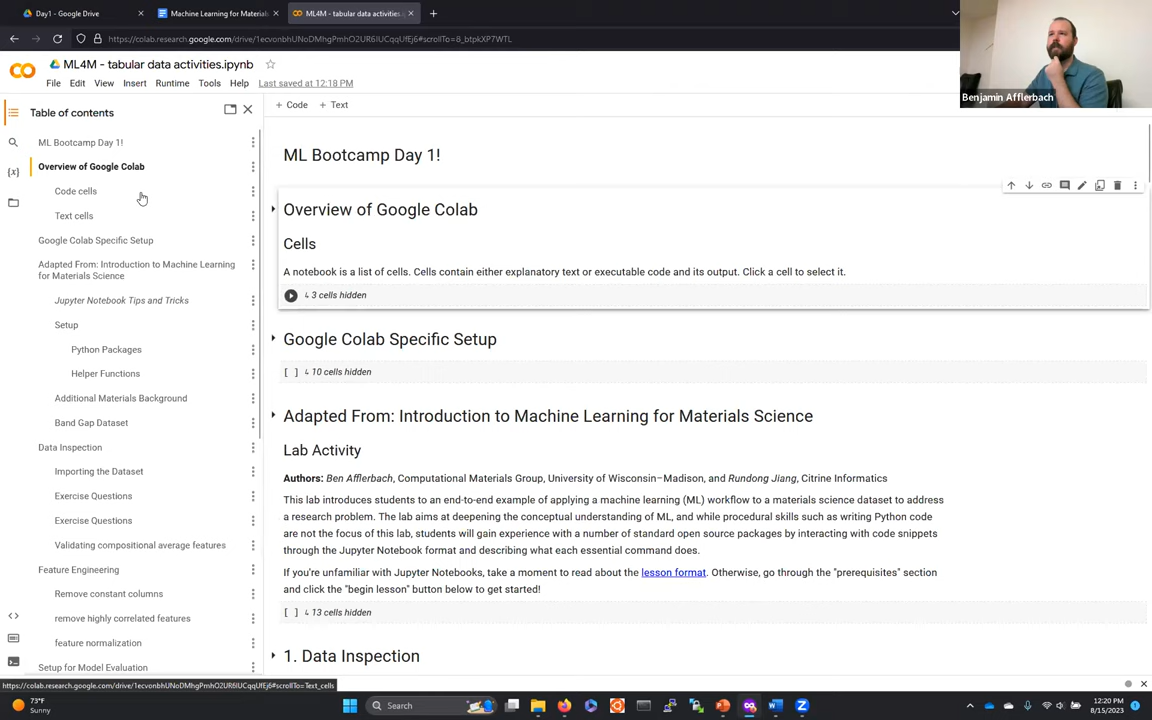 Day1 - Google Drive
Machine Learning for Materials
ML4M - tabular data activities.i
https://colab.research.google.com/drive/1ecvonbhUNoDMhgPmhO2UR6IUCqqUfEj6#scrollTo=8_btpkXP7WTL
ML4M - tabular data activities.ipynb
File Edit View Insert Runtime Tools Help Last saved at 12:18 PM
Benjamin Afflerbach
Table of contents
ML Bootcamp Day 1!
Overview of Google Colab
Code cells
Text cells
Google Colab Specific Setup
Adapted From: Introduction to Machine Learning
for Materials Science
Jupyter Notebook Tips and Tricks
Setup
Python Packages
Helper Functions
Additional Materials Background
Band Gap Dataset
Data Inspection
Importing the Dataset
Exercise Questions
Exercise Questions
Validating compositional average features
Feature Engineering
Remove constant columns
remove highly correlated features
feature normalization
Setup for Model Evaluation
+ Code + Text
ML Bootcamp Day 1!
Overview of Google Colab
Cells
A notebook is a list of cells. Cells contain either explanatory text or executable code and its output. Click a cell to select it.
↳ 3 cells hidden
Google Colab Specific Setup
[ ] ↳ 10 cells hidden
Adapted From: Introduction to Machine Learning for Materials Science
Lab Activity
Authors: Ben Afflerbach, Computational Materials Group, University of Wisconsin–Madison, and Rundong Jiang, Citrine Informatics
This lab introduces students to an end-to-end example of applying a machine learning (ML) workflow to a materials science dataset to address
a research problem. The lab aims at deepening the conceptual understanding of ML, and while procedural skills such as writing Python code
are not the focus of this lab, students will gain experience with a number of standard open source packages by interacting with code snippets
through the Jupyter Notebook format and describing what each essential command does.
If you're unfamiliar with Jupyter Notebooks, take a moment to read about the lesson format. Otherwise, go through the "prerequisites" section
and click the "begin lesson" button below to get started!
[ ] ↳ 13 cells hidden
1. Data Inspection
https://colab.research.google.com/drive/1ecvonbhUNoDMhgPmhO2UR6IUCqqUfEj6#scrollTo=Text_cells
73°F
Sunny
Search
12:20 PM
8/15/2023